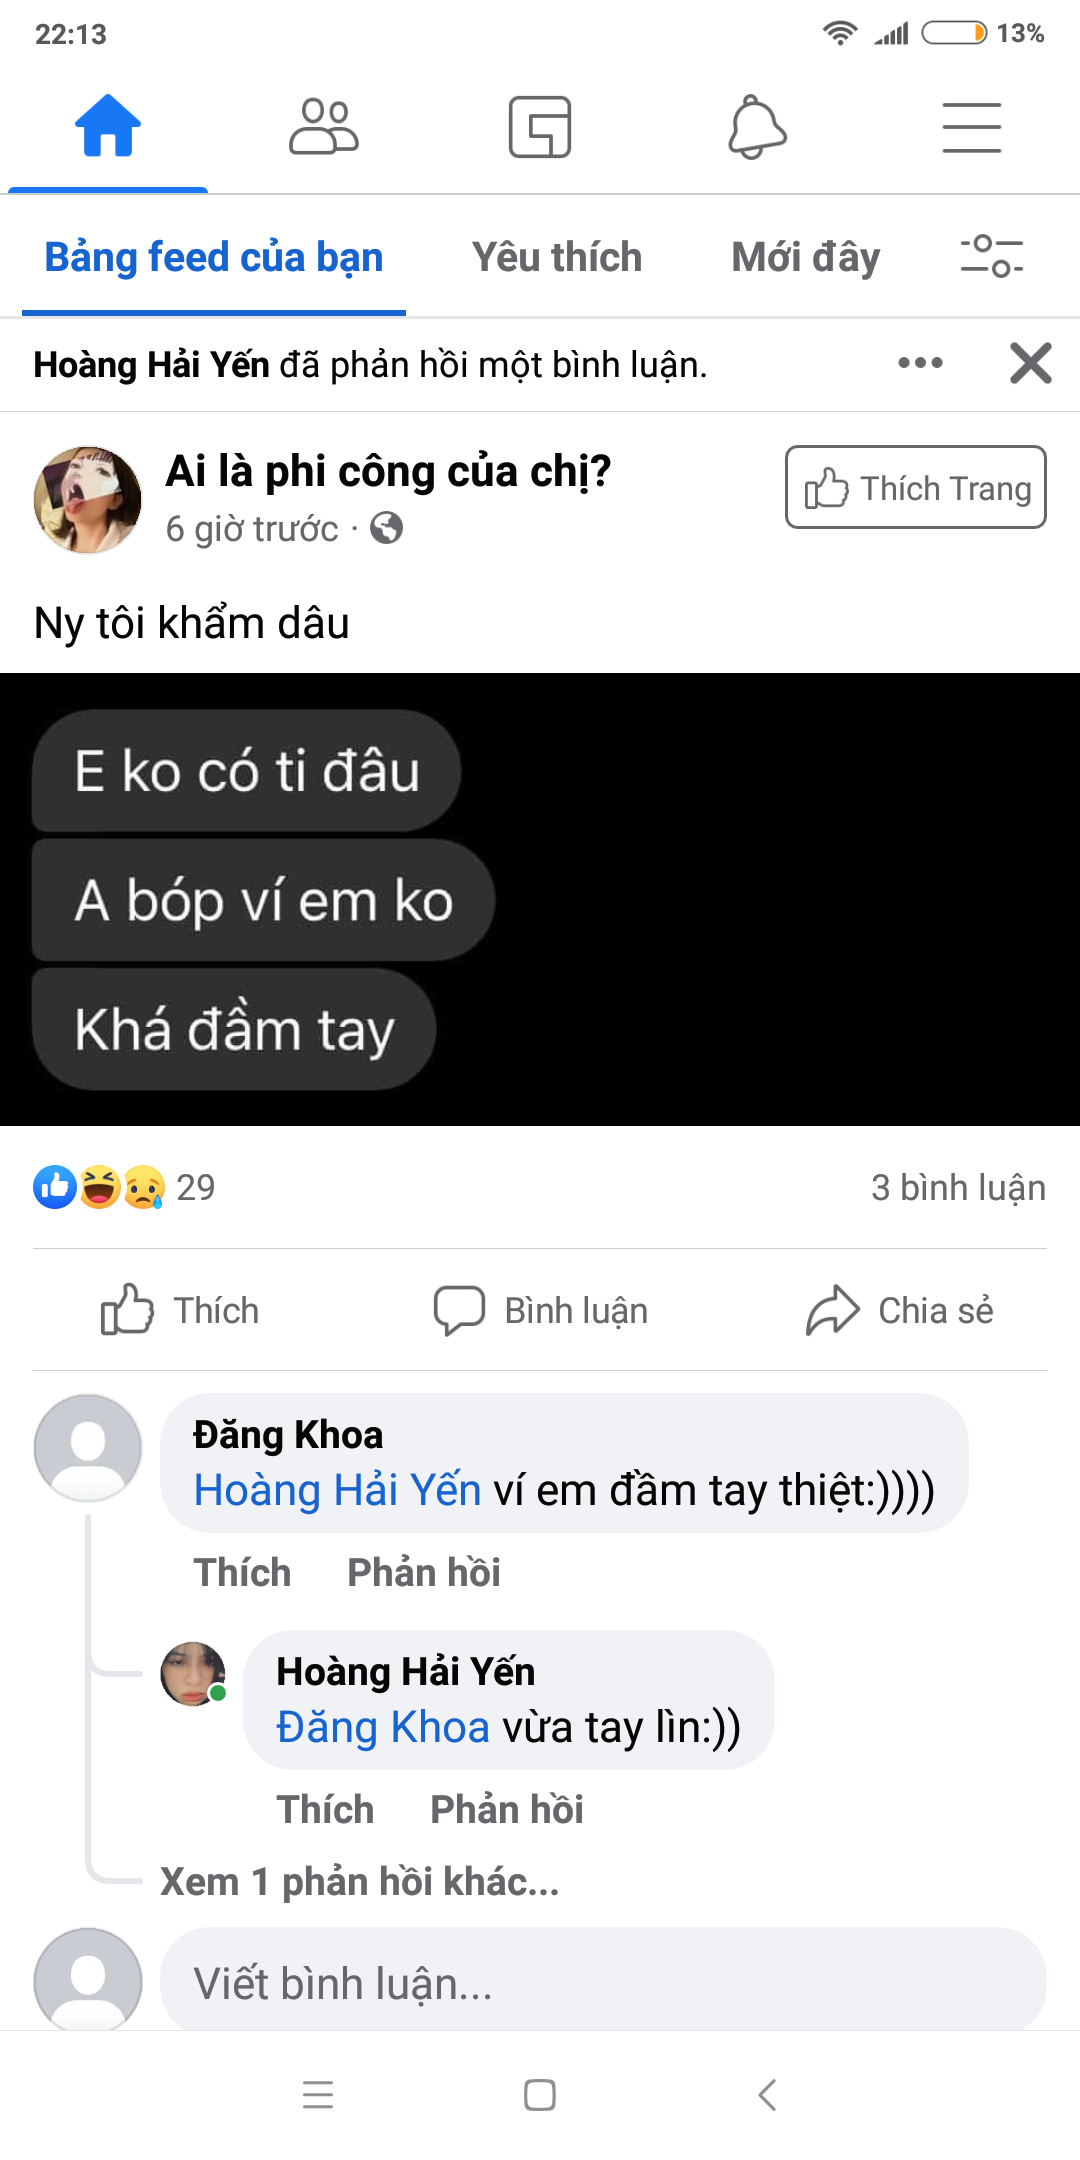 22:13
13%
Bảng feed của bạn
Yêu thích
Mới đây
Hoàng Hải Yến đã phản hồi một bình luận.
Ai là phi công của chị?
6 giờ trước ·
Thích Trang
Ny tôi khẩm dâu
E ko có ti đâu
A bóp ví em ko
Khá đầm tay
29
3 bình luận
Thích
Bình luận
Chia sẻ
Đăng Khoa
Hoàng Hải Yến ví em đầm tay thiệt:))))
Thích
Phản hồi
Hoàng Hải Yến
Đăng Khoa vừa tay lìn:))
Thích
Phản hồi
Xem 1 phản hồi khác...
Viết bình luận...